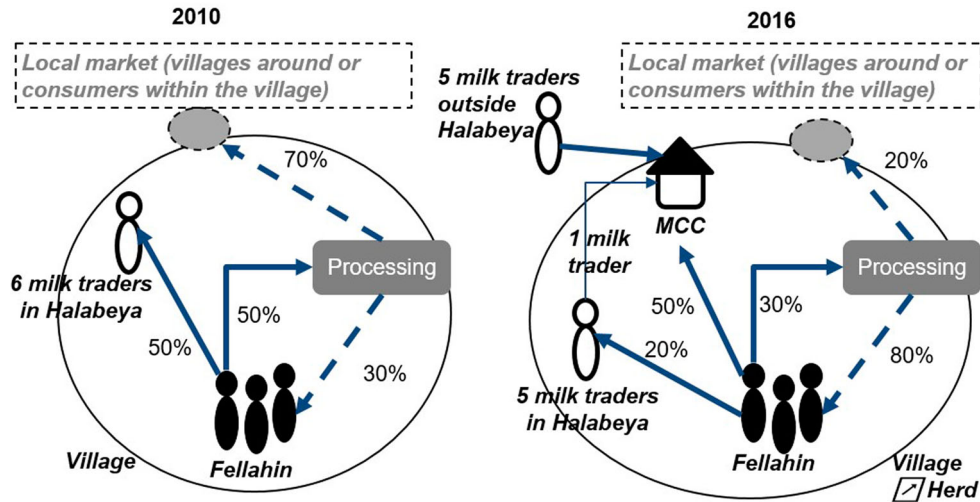 2010
Local market (villages around or
consumers within the village)
70%
6 milk traders
in Halabeya
Processing
50%
50%
30%
Village
Fellahin
2016
5 milk traders
outside
Halabeya
Local market (villages around or
consumers within the village)
20%
MCC
1 milk
trader
Processing
50%
30%
20%
80%
5 milk traders
in Halabeya
Fellahin
Village
Herd